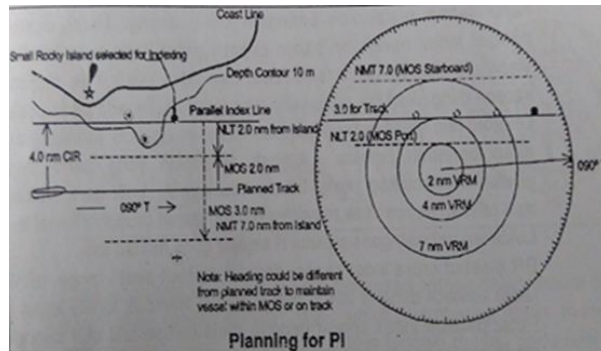 Coast Line
Small Rocky Island selected for Indexing
Depth Contour 10 m
Parallel Index Line
NLT 2.0 nm from Island
4.0 nm CIR
MOS 2.0 nm
Planned Track
090° T
MOS 3.0 nm
NMT 7.0 nm from Island
Note: Heading could be different
from planned track to maintain
vessel within MOS or on track
NMT 7.0 (MOS Starboard)
3.0 for Track
NLT 2.0 (MOS Port)
090°
2 nm VRM
4 nm VRM
7 nm VRM
Planning for PI